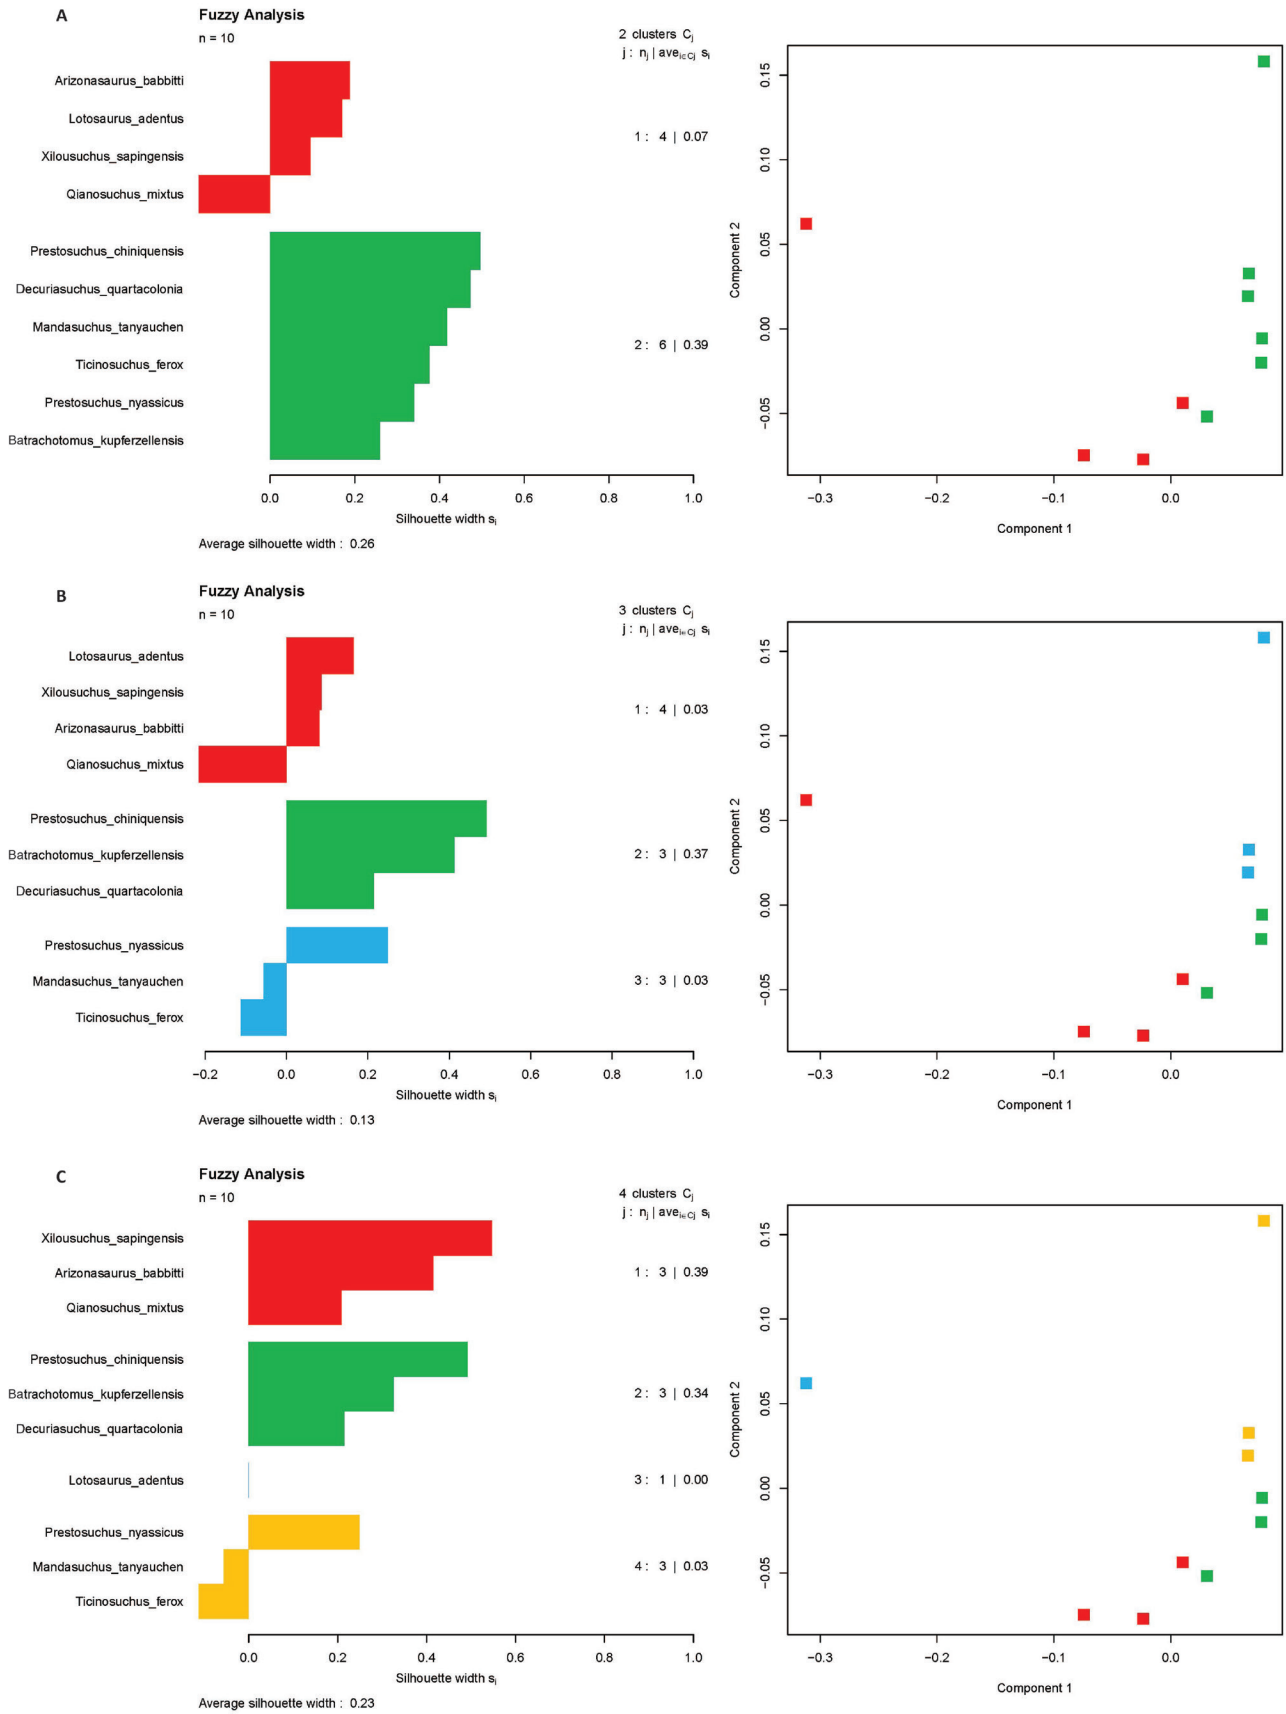 A
Fuzzy Analysis
n = 10
2 clusters Cj
j : nj | avei∈Cj si
Arizonasaurus_babbitti
Lotosaurus_adentus
1 : 4 | 0.07
Xilousuchus_sapingensis
Qianosuchus_mixtus
Prestosuchus_chiniquensis
Decuriasuchus_quartacolonia
Mandasuchus_tanyauchen
2 : 6 | 0.39
Ticinosuchus_ferox
Prestosuchus_nyassicus
Batrachotomus_kupferzellensis
0.0 0.2 0.4 0.6 0.8 1.0
Silhouette width si
Average silhouette width : 0.26
Component 2
0.15
0.10
0.05
0.00
−0.05
−0.3 −0.2 −0.1 0.0
Component 1
B
Fuzzy Analysis
n = 10
3 clusters Cj
j : nj | avei∈Cj si
Lotosaurus_adentus
Xilousuchus_sapingensis
1 : 4 | 0.03
Arizonasaurus_babbitti
Qianosuchus_mixtus
Prestosuchus_chiniquensis
Batrachotomus_kupferzellensis
2 : 3 | 0.37
Decuriasuchus_quartacolonia
Prestosuchus_nyassicus
Mandasuchus_tanyauchen
3 : 3 | 0.03
Ticinosuchus_ferox
−0.2 0.0 0.2 0.4 0.6 0.8 1.0
Silhouette width si
Average silhouette width : 0.13
Component 2
0.15
0.10
0.05
0.00
−0.05
−0.3 −0.2 −0.1 0.0
Component 1
C
Fuzzy Analysis
n = 10
4 clusters Cj
j : nj | avei∈Cj si
Xilousuchus_sapingensis
Arizonasaurus_babbitti
1 : 3 | 0.39
Qianosuchus_mixtus
Prestosuchus_chiniquensis
Batrachotomus_kupferzellensis
2 : 3 | 0.34
Decuriasuchus_quartacolonia
Lotosaurus_adentus
3 : 1 | 0.00
Prestosuchus_nyassicus
Mandasuchus_tanyauchen
4 : 3 | 0.03
Ticinosuchus_ferox
0.0 0.2 0.4 0.6 0.8 1.0
Silhouette width si
Average silhouette width : 0.23
Component 2
0.15
0.10
0.05
0.00
−0.05
−0.3 −0.2 −0.1 0.0
Component 1